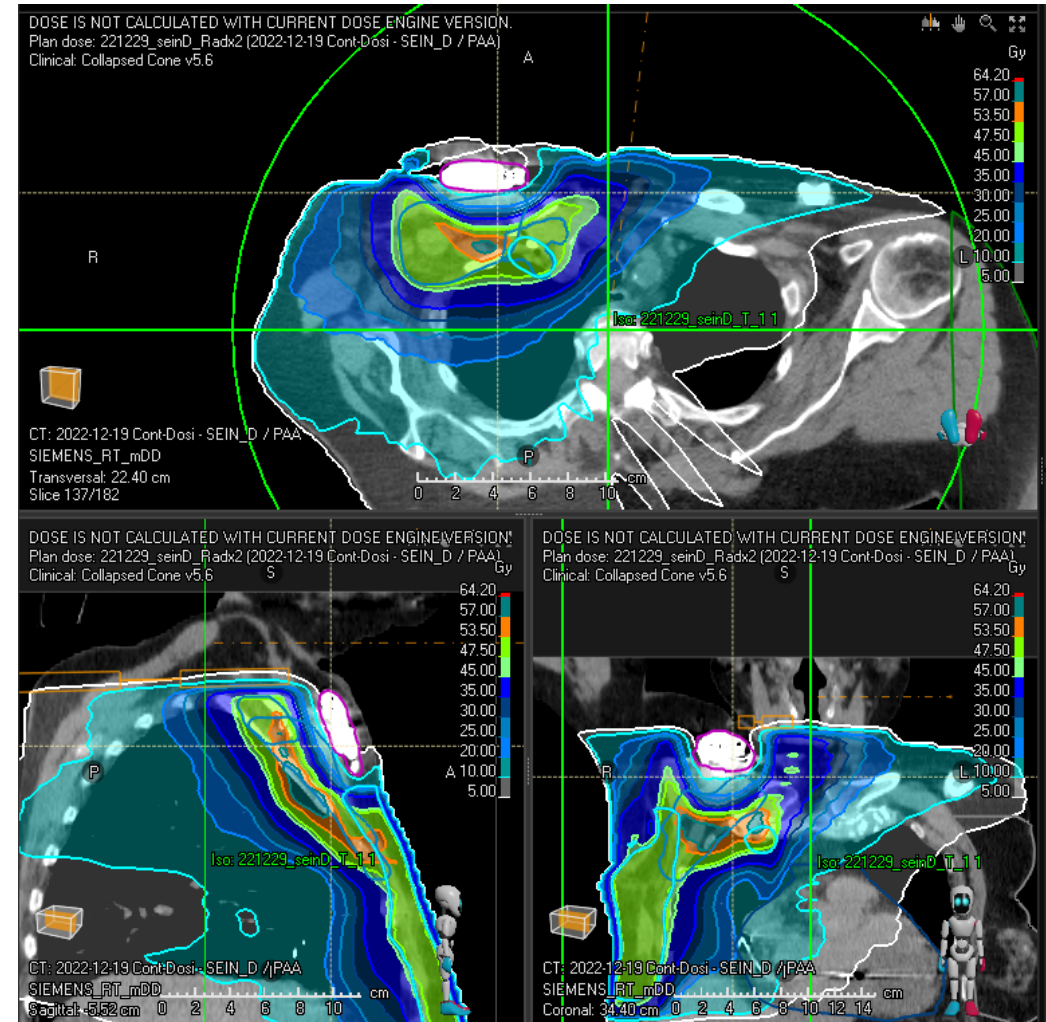 DOSE IS NOT CALCULATED WITH CURRENT DOSE ENGINE VERSION.
Plan dose: 221229_seinD_Radx2 (2022-12-19 Cont-Dosi - SEIN_D / PAA)
Clinical: Collapsed Cone v5.6
A
Gy
64.20
57.00
53.50
47.50
45.00
35.00
30.00
25.00
20.00
10.00
5.00
R
L
Iso: 221229_seinD_T_1 1
CT: 2022-12-19 Cont-Dosi - SEIN_D / PAA
SIEMENS_RT_mDD
Transversal: 22.40 cm
Slice 137/182
P
cm
0 2 4 6 8 10
DOSE IS NOT CALCULATED WITH CURRENT DOSE ENGINE VERSION.
Plan dose: 221229_seinD_Radx2 (2022-12-19 Cont-Dosi - SEIN_D / PAA)
Clinical: Collapsed Cone v5.6
S
Gy
64.20
57.00
53.50
47.50
45.00
35.00
30.00
25.00
20.00
10.00
5.00
P
A
Iso: 221229_seinD_T_1 1
CT: 2022-12-19 Cont-Dosi - SEIN_D / PAA
SIEMENS_RT_mDD
Sagittal: -5.52 cm
0 2 4 6 8 10
cm
DOSE IS NOT CALCULATED WITH CURRENT DOSE ENGINE VERSION.
Plan dose: 221229_seinD_Radx2 (2022-12-19 Cont-Dosi - SEIN_D / PAA)
Clinical: Collapsed Cone v5.6
S
Gy
64.20
57.00
53.50
47.50
45.00
35.00
30.00
25.00
20.00
10.00
5.00
R
L
Iso: 221229_seinD_T_1 1
CT: 2022-12-19 Cont-Dosi - SEIN_D / PAA
SIEMENS_RT_mDD
Coronal: 34.40 cm
0 2 4 6 8 10 12 14
cm